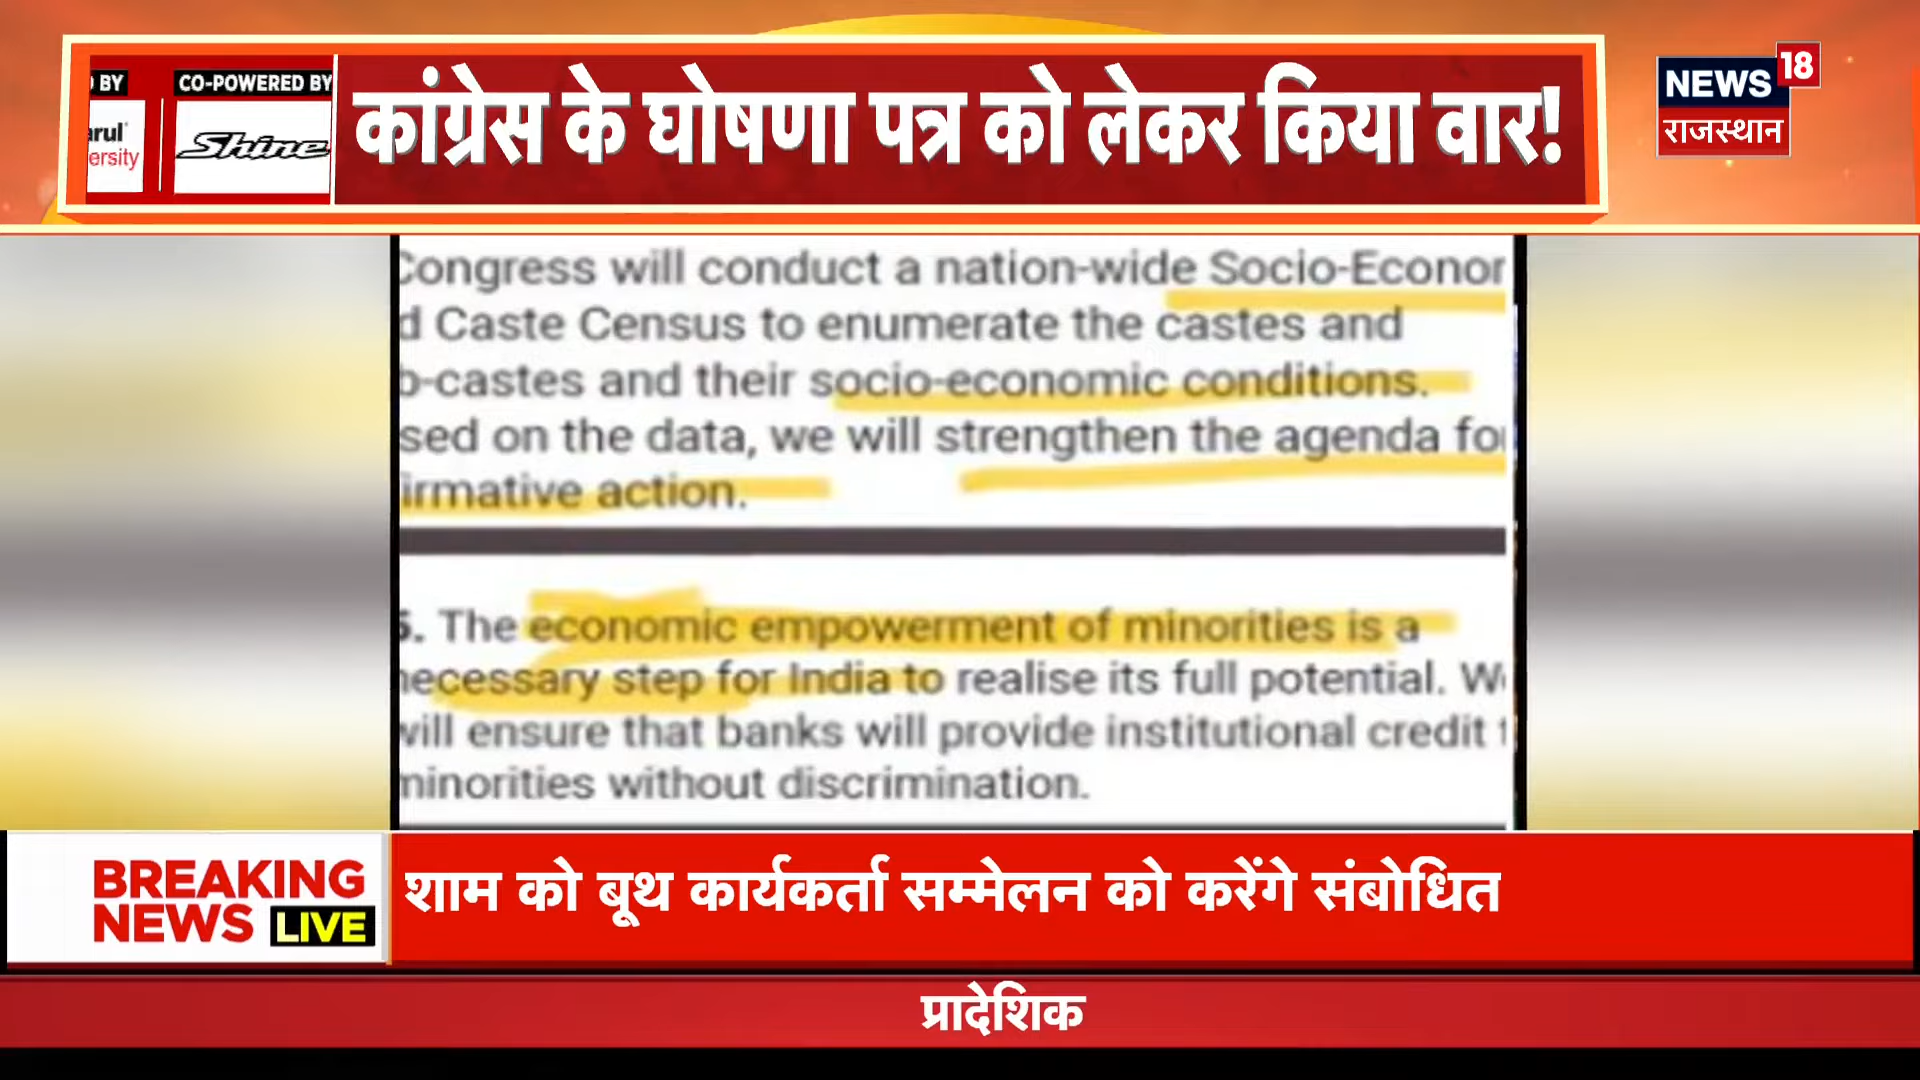 BY
CO-POWERED BY
arul
ersity
Shine
कांग्रेस के घोषणा पत्र को लेकर किया वार!
NEWS 18
राजस्थान
Congress will conduct a nation-wide Socio-Econor
d Caste Census to enumerate the castes and
b-castes and their socio-economic conditions.
sed on the data, we will strengthen the agenda for
irmative action.
6. The economic empowerment of minorities is a
necessary step for India to realise its full potential. We
will ensure that banks will provide institutional credit t
minorities without discrimination.
BREAKING
NEWS LIVE
शाम को बूथ कार्यकर्ता सम्मेलन को करेंगे संबोधित
प्रादेशिक